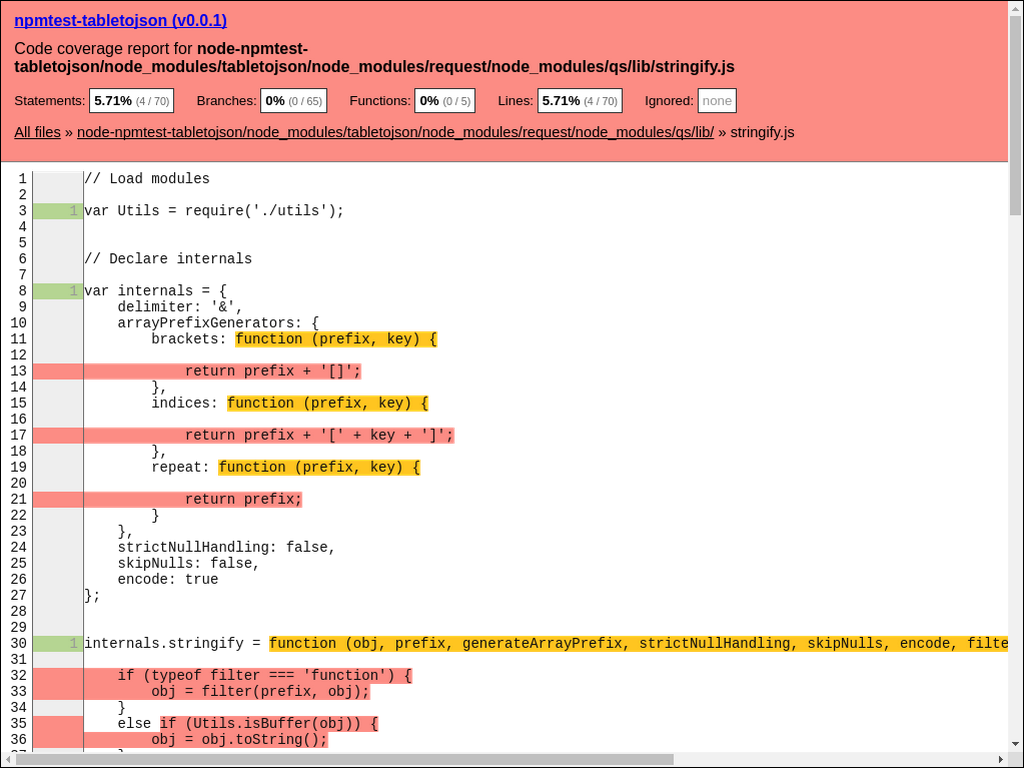 npmtest-tabletojson (v0.0.1)
Code coverage report for node-npmtest-
tabletojson/node_modules/tabletojson/node_modules/request/node_modules/qs/lib/stringify.js
Statements: 5.71% (4 / 70) Branches: 0% (0 / 65) Functions: 0% (0 / 5) Lines: 5.71% (4 / 70) Ignored: none
All files » node-npmtest-tabletojson/node_modules/tabletojson/node_modules/request/node_modules/qs/lib/ » stringify.js
1 // Load modules
2
3 1 var Utils = require('./utils');
4
5
6 // Declare internals
7
8 1 var internals = {
9 delimiter: '&',
10 arrayPrefixGenerators: {
11 brackets: function (prefix, key) {
12
13 return prefix + '[]';
14 },
15 indices: function (prefix, key) {
16
17 return prefix + '[' + key + ']';
18 },
19 repeat: function (prefix, key) {
20
21 return prefix;
22 }
23 },
24 strictNullHandling: false,
25 skipNulls: false,
26 encode: true
27 };
28
29
30 1 internals.stringify = function (obj, prefix, generateArrayPrefix, strictNullHandling, skipNulls, encode, filte
31
32 if (typeof filter === 'function') {
33 obj = filter(prefix, obj);
34 }
35 else if (Utils.isBuffer(obj)) {
36 obj = obj.toString();